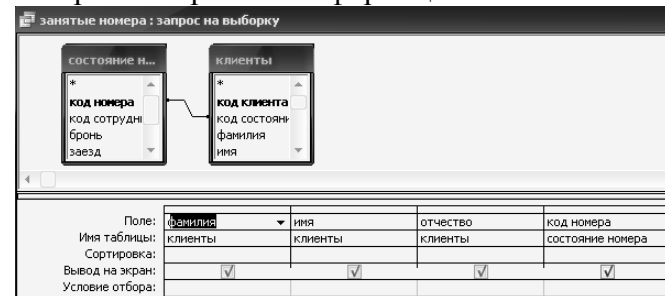 занятые номера : запрос на выборку
состояние н...
*
код номера
код сотрудни
бронь
заезд
клиенты
*
код клиента
код состояни
фамилия
имя
Поле: фамилия имя отчество код номера
Имя таблицы: клиенты клиенты клиенты состояние номера
Сортировка:
Вывод на экран:
Условие отбора: